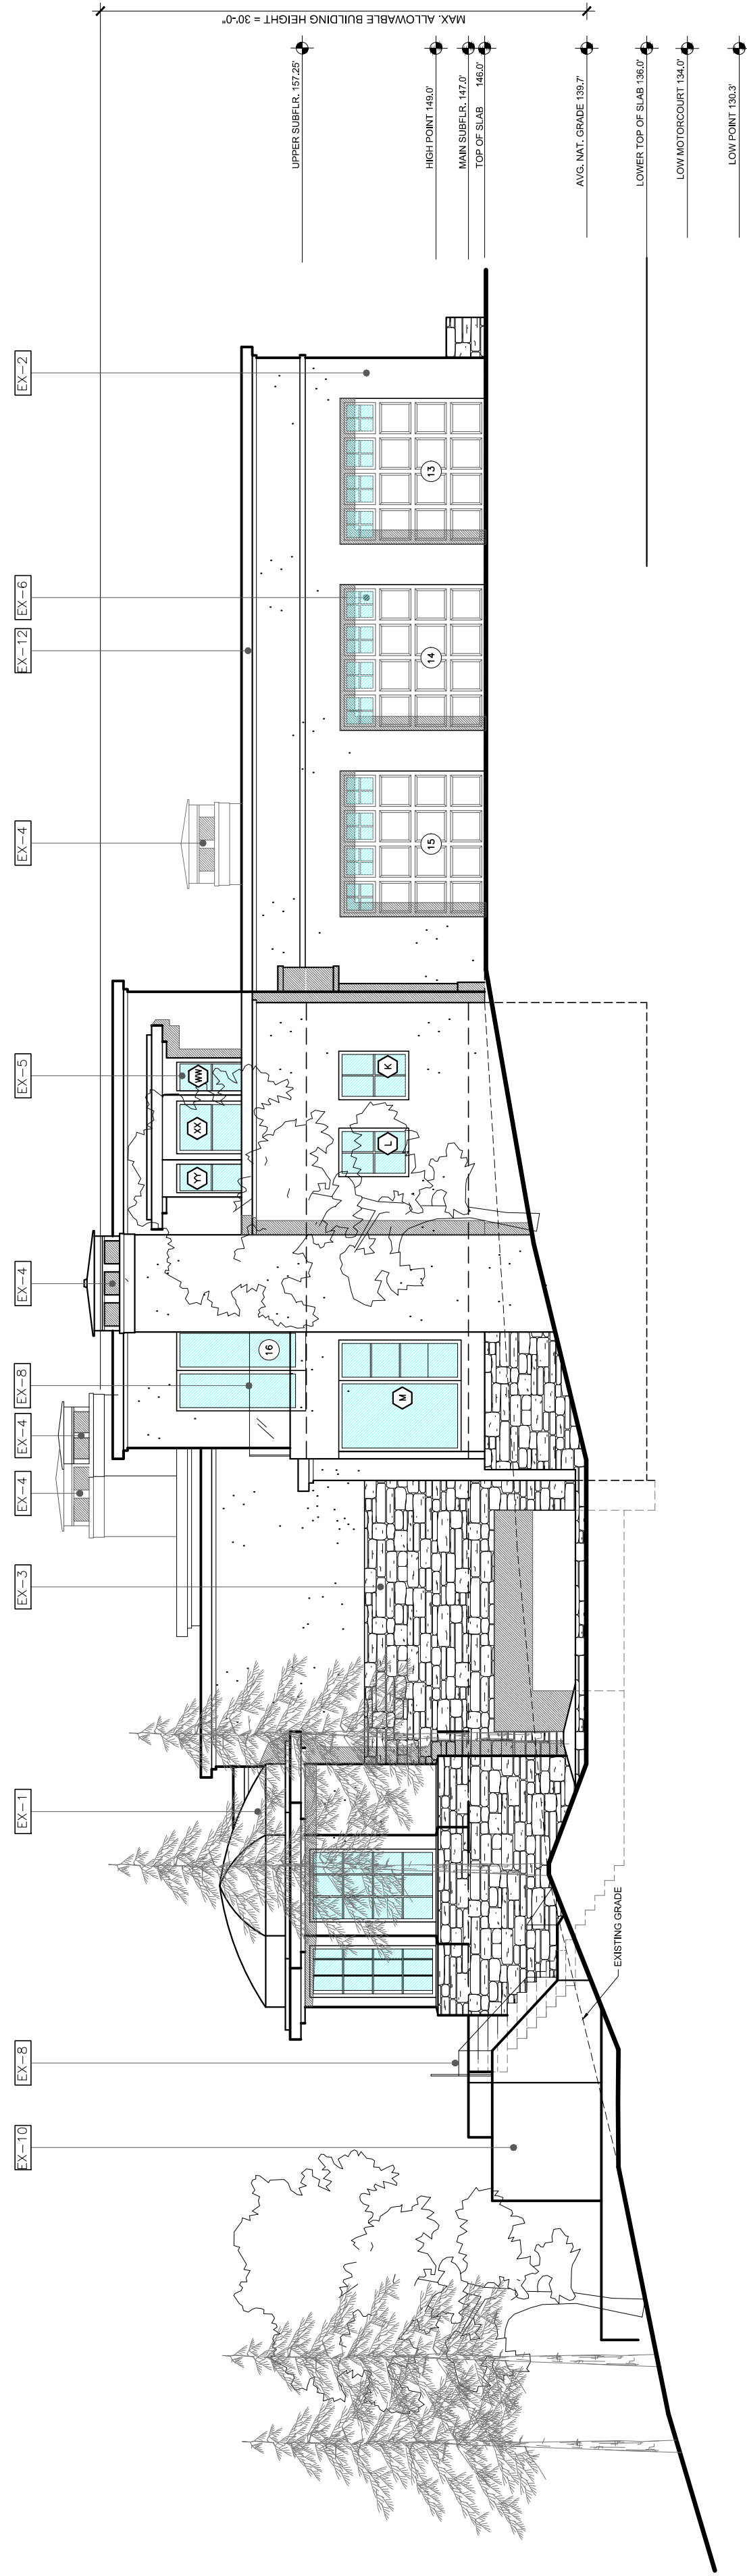 MAX. ALLOWABLE BUILDING HEIGHT = 30'-0"
UPPER SUBFLR. 157.25'
HIGH POINT 149.0'
MAIN SUBFLR. 147.0'
TOP OF SLAB 146.0'
AVG. NAT. GRADE 139.7'
LOWER TOP OF SLAB 136.0'
LOW MOTORCOURT 134.0'
LOW POINT 130.3'
EX-2
EX-6
EX-12
EX-4
EX-5
EX-4
EX-8
EX-4
EX-4
EX-3
EX-1
EX-8
EX-10
13
14
15
WW
XX
YY
K
L
16
M
EXISTING GRADE